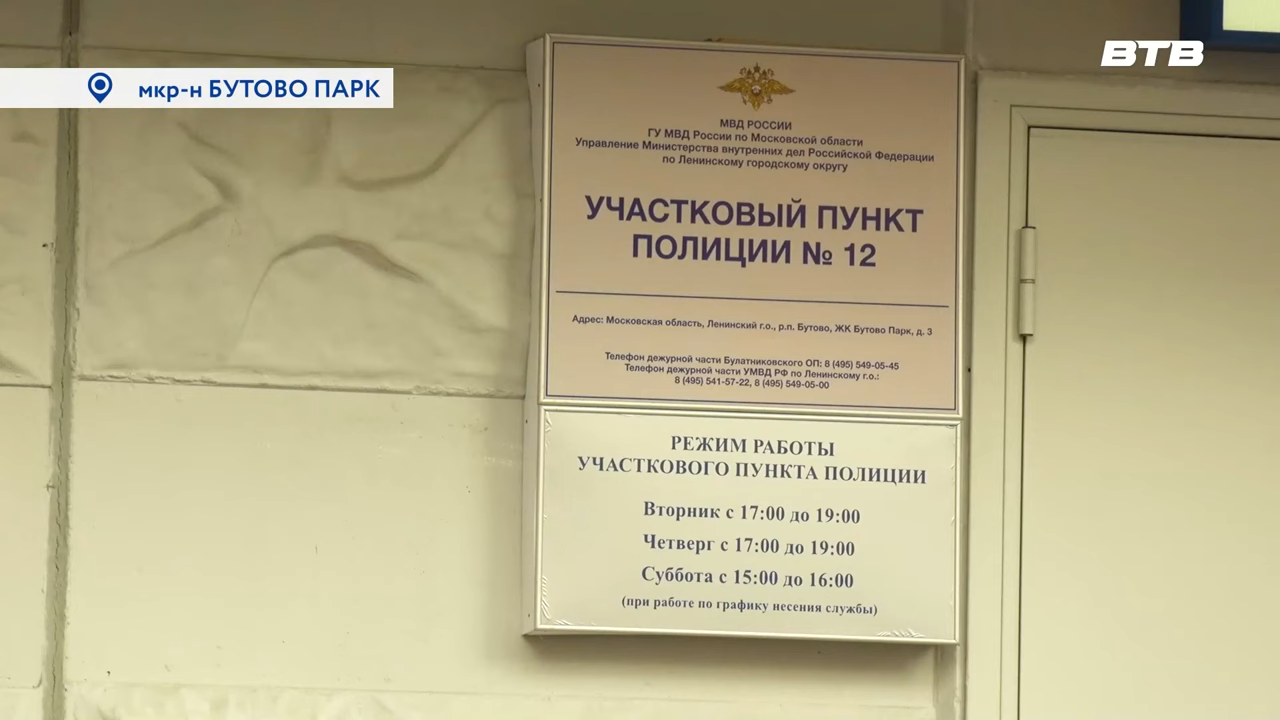 мкр-н БУТОВО ПАРК
ВТВ
МВД РОССИИ
ГУ МВД России по Московской области
Управление Министерства внутренних дел Российской Федерации
по Ленинскому городскому округу
УЧАСТКОВЫЙ ПУНКТ
ПОЛИЦИИ № 12
Адрес: Московская область, Ленинский г.о., р.п. Бутово, ЖК Бутово Парк, д. 3
Телефон дежурной части Булатниковского ОП: 8 (495) 549-05-45
Телефон дежурной части УМВД РФ по Ленинскому г.о.:
8 (495) 541-57-22, 8 (495) 549-05-00
РЕЖИМ РАБОТЫ
УЧАСТКОВОГО ПУНКТА ПОЛИЦИИ
Вторник с 17:00 до 19:00
Четверг с 17:00 до 19:00
Суббота с 15:00 до 16:00
(при работе по графику несения службы)